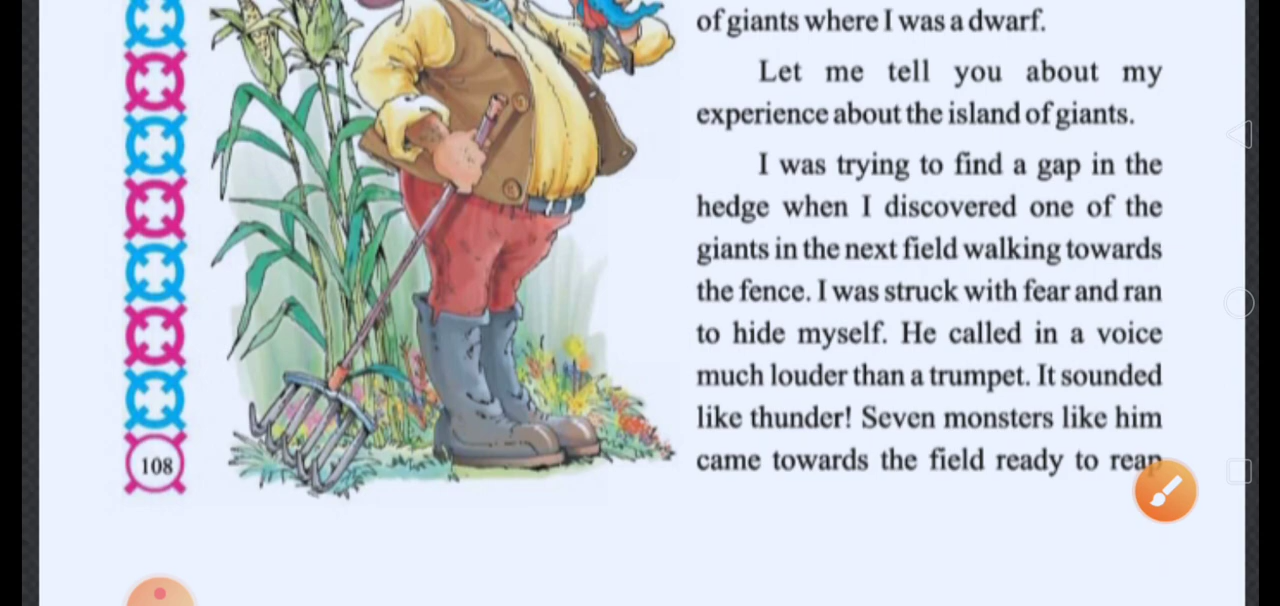 of giants where I was a dwarf.
Let me tell you about my
experience about the island of giants.
I was trying to find a gap in the
hedge when I discovered one of the
giants in the next field walking towards
the fence. I was struck with fear and ran
to hide myself. He called in a voice
much louder than a trumpet. It sounded
like thunder! Seven monsters like him
came towards the field ready to reap
108